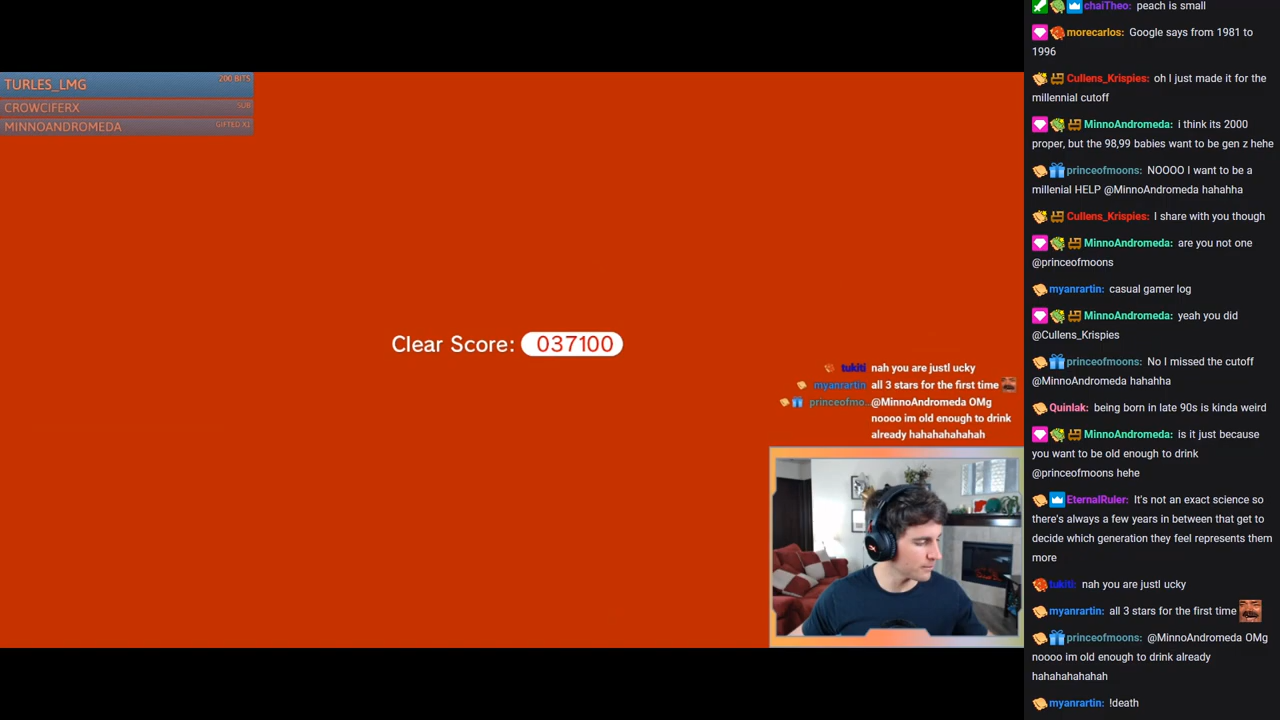 TURLES_LMG 200 BITS
CROWCIFERX SUB
MINNOANDROMEDA GIFTED X1
Clear Score: 037100
tukiti nah you are justl ucky
myanrartin all 3 stars for the first time
princeofmo... @MinnoAndromeda OMg
noooo im old enough to drink
already hahahahahahah
chaiTheo: peach is small
morecarlos: Google says from 1981 to
1996
Cullens_Krispies: oh I just made it for the
millennial cutoff
MinnoAndromeda: i think its 2000
proper, but the 98,99 babies want to be gen z hehe
princeofmoons: NOOOO I want to be a
millenial HELP @MinnoAndromeda hahahha
Cullens_Krispies: I share with you though
MinnoAndromeda: are you not one
@princeofmoons
myanrartin: casual gamer log
MinnoAndromeda: yeah you did
@Cullens_Krispies
princeofmoons: No I missed the cutoff
@MinnoAndromeda hahahha
Quinlak: being born in late 90s is kinda weird
MinnoAndromeda: is it just because
you want to be old enough to drink
@princeofmoons hehe
EternalRuler: It's not an exact science so
there's always a few years in between that get to
decide which generation they feel represents them
more
tukiti: nah you are justl ucky
myanrartin: all 3 stars for the first time
princeofmoons: @MinnoAndromeda OMg
noooo im old enough to drink already
hahahahahahah
myanrartin: !death